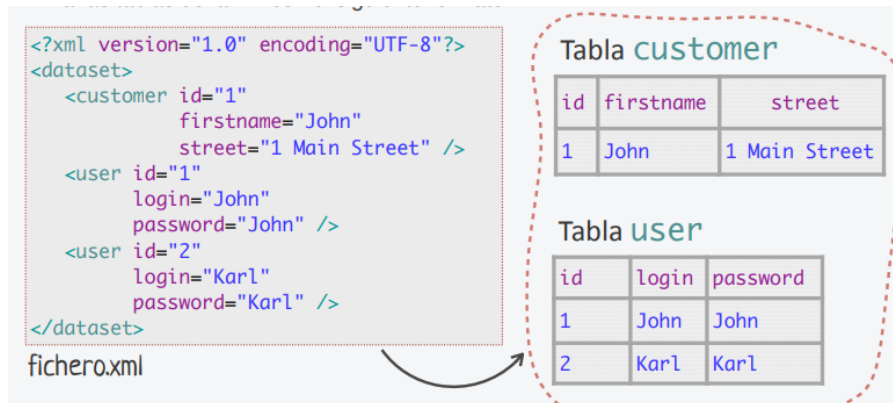 <?xml version="1.0" encoding="UTF-8"?>
<dataset>
<customer id="1"
firstname="John"
street="1 Main Street" />
<user id="1"
login="John"
password="John" />
<user id="2"
login="Karl"
password="Karl" />
</dataset>
fichero.xml
Tabla customer
id firstname street
1 John 1 Main Street
Tabla user
id login password
1 John John
2 Karl Karl